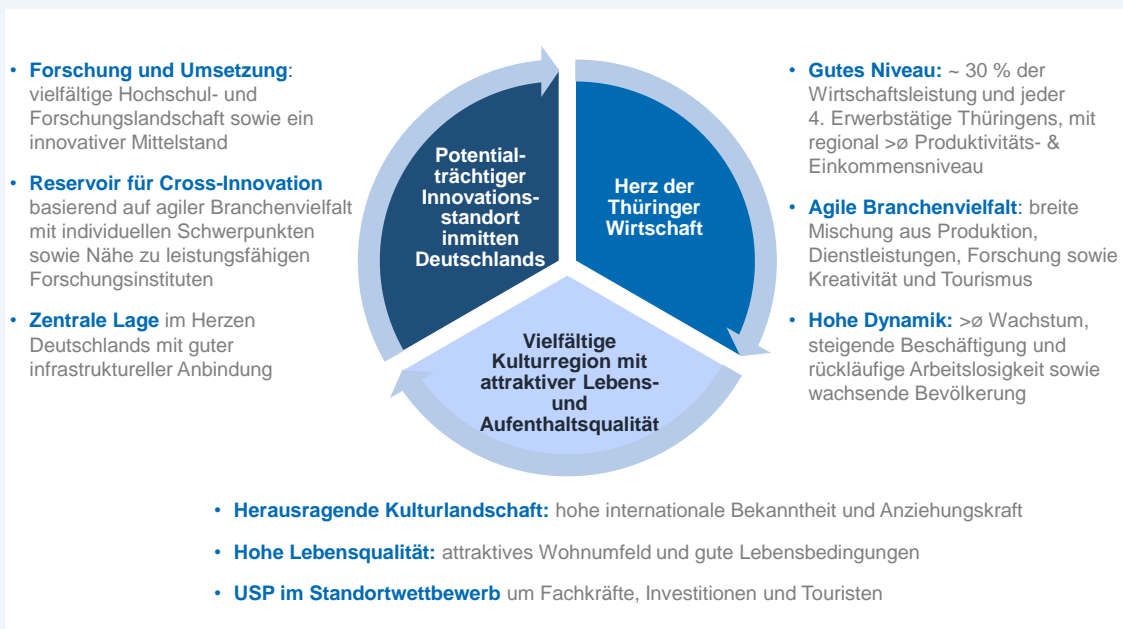 • Forschung und Umsetzung:
vielfältige Hochschul- und
Forschungslandschaft sowie ein
innovativer Mittelstand
• Reservoir für Cross-Innovation
basierend auf agiler Branchenvielfalt
mit individuellen Schwerpunkten
sowie Nähe zu leistungsfähigen
Forschungsinstituten
• Zentrale Lage im Herzen
Deutschlands mit guter
infrastruktureller Anbindung
Potential-
trächtiger
Innovations-
standort
inmitten
Deutschlands
Herz der
Thüringer
Wirtschaft
Vielfältige
Kulturregion mit
attraktiver Lebens-
und
Aufenthaltsqualität
• Gutes Niveau: ~ 30 % der
Wirtschaftsleistung und jeder
4. Erwerbstätige Thüringens, mit
regional >ø Produktivitäts- &
Einkommensniveau
• Agile Branchenvielfalt: breite
Mischung aus Produktion,
Dienstleistungen, Forschung sowie
Kreativität und Tourismus
• Hohe Dynamik: >ø Wachstum,
steigende Beschäftigung und
rückläufige Arbeitslosigkeit sowie
wachsende Bevölkerung
• Herausragende Kulturlandschaft: hohe internationale Bekanntheit und Anziehungskraft
• Hohe Lebensqualität: attraktives Wohnumfeld und gute Lebensbedingungen
• USP im Standortwettbewerb um Fachkräfte, Investitionen und Touristen